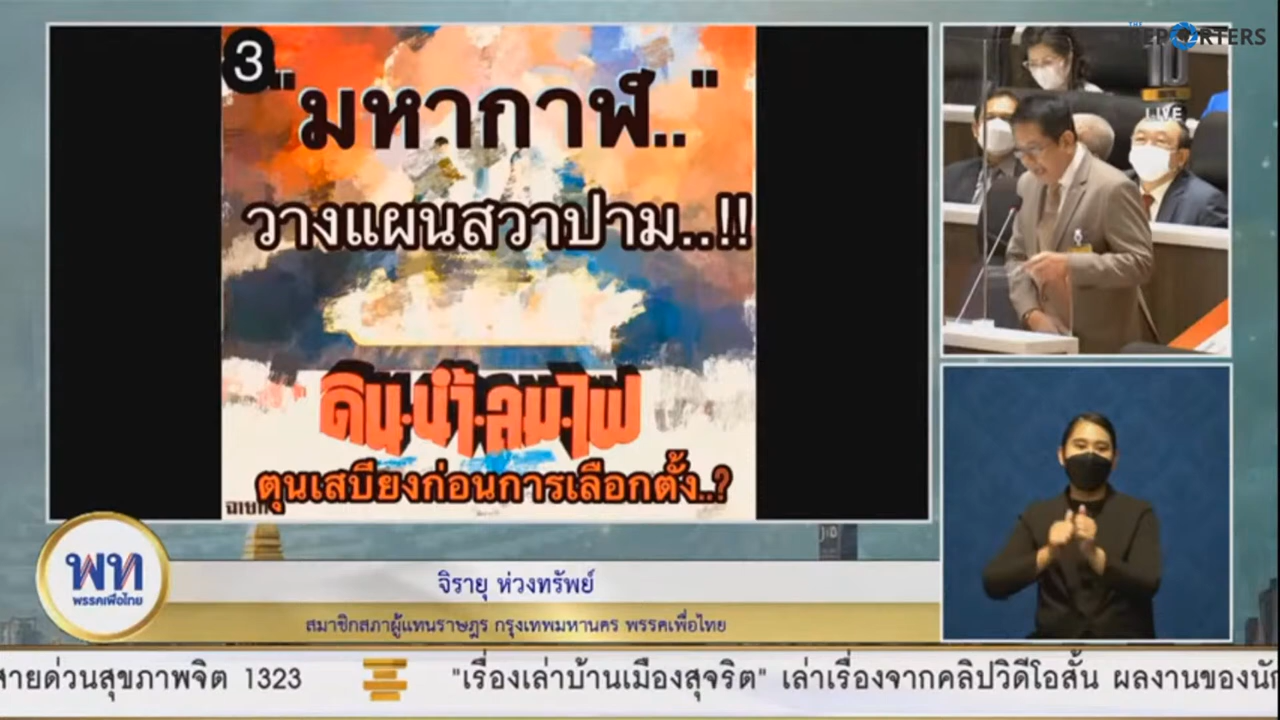 THE REPORTERS
LIVE
3
"มหากาฬ.."
วางแผนสวาปาม..!!
ดิน·น้ำ·ลม·ไฟ
ตุนเสบียงก่อนการเลือกตั้ง..?
พท
พรรคเพื่อไทย
จิรายุ ห่วงทรัพย์
สมาชิกสภาผู้แทนราษฎร กรุงเทพมหานคร พรรคเพื่อไทย
สายด่วนสุขภาพจิต 1323 "เรื่องเล่าบ้านเมืองสุจริต" เล่าเรื่องจากคลิปวิดีโอสั้น ผลงานของนัก